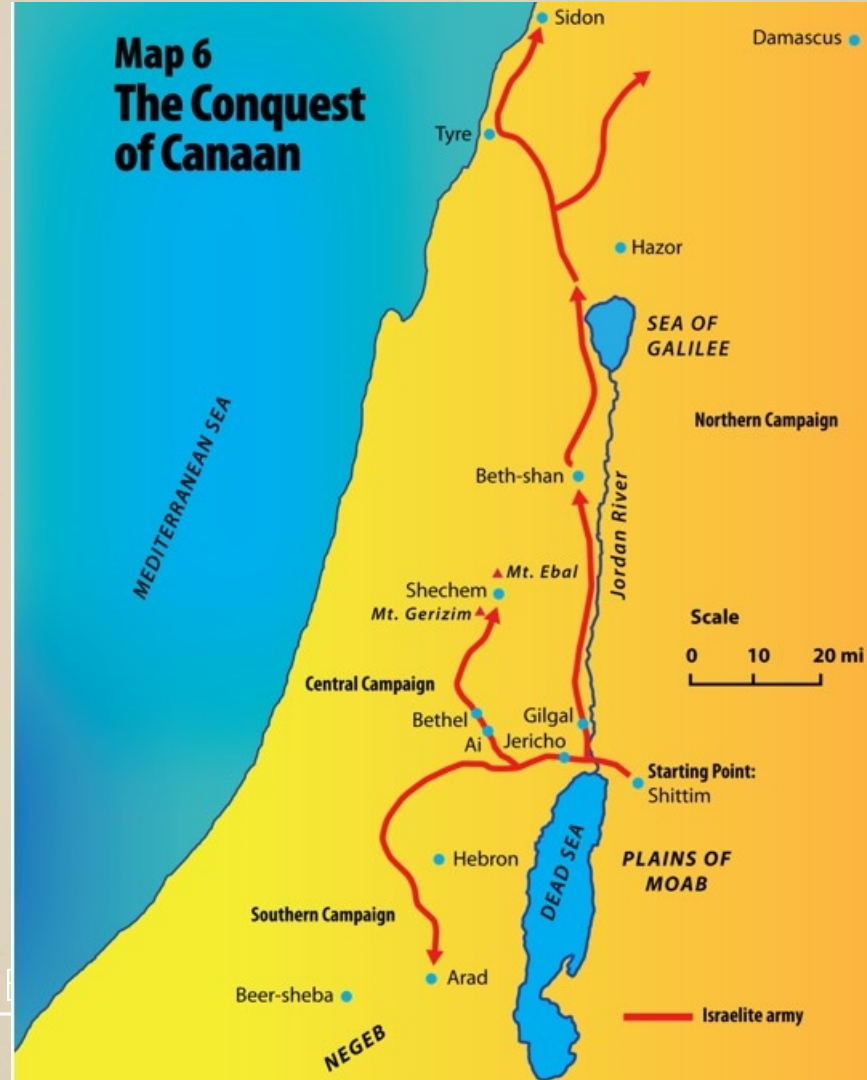 Map 6
The Conquest
of Canaan
Sidon
Damascus
Tyre
Hazor
SEA OF
GALILEE
MEDITERRANEAN SEA
Northern Campaign
Beth-shan
Jordan River
Mt. Ebal
Shechem
Mt. Gerizim
Scale
0 10 20 mi
Central Campaign
Bethel
Gilgal
Ai
Jericho
Starting Point:
Shittim
Hebron
DEAD SEA
PLAINS OF
MOAB
Southern Campaign
Arad
Beer-sheba
NEGEB
Israelite army